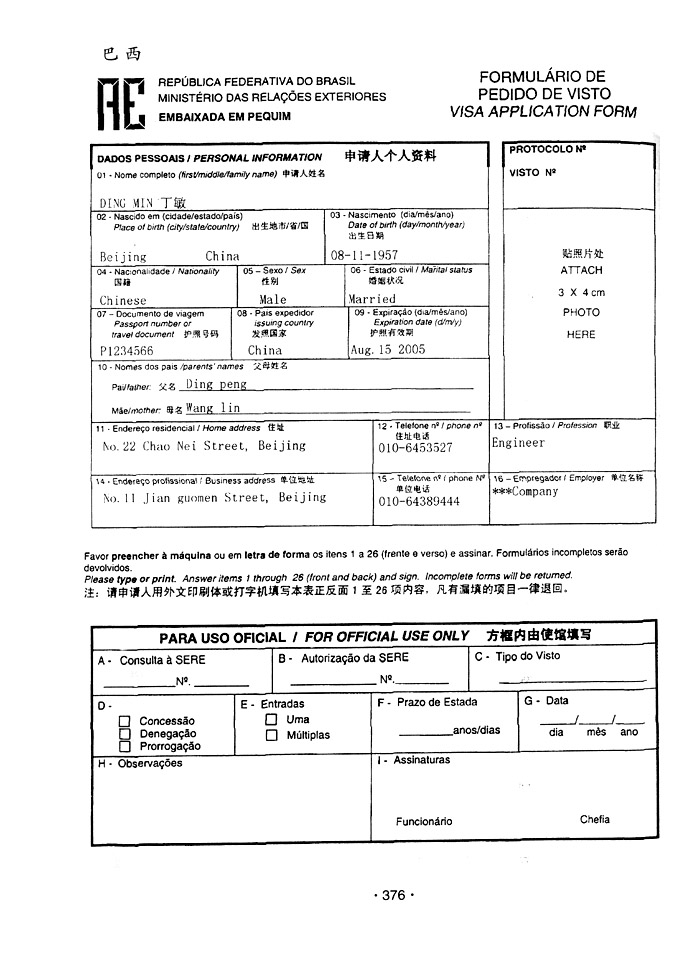 巴西
REPÚBLICA FEDERATIVA DO BRASIL
MINISTÉRIO DAS RELAÇÕES EXTERIORES
EMBAIXADA EM PEQUIM
FORMULÁRIO DE
PEDIDO DE VISTO
VISA APPLICATION FORM
DADOS PESSOAIS / PERSONAL INFORMATION 申请人个人资料
01 - Nome completo (first/middle/family name) 申请人姓名
DING MIN 丁敏
PROTOCOLO Nº
VISTO Nº
02 - Nascido em (cidade/estado/país)
Place of birth (city/state/country) 出生地市/省/国
Beijing China
03 - Nascimento (dia/mês/ano)
Date of birth (day/month/year)
出生日期
08-11-1957
贴照片处
ATTACH
3 X 4 cm
PHOTO
HERE
04 - Nacionalidade / Nationality
国籍
Chinese
05 – Sexo / Sex
性别
Male
06 - Estado civil / Marital status
婚姻状况
Married
07 – Documento de viagem
Passport number or
travel document 护照号码
P1234566
08 - País expedidor
issuing country
发照国家
China
09 - Expiração (dia/mês/ano)
Expiration date (d/m/y)
护照有效期
Aug. 15 2005
10 - Nomes dos pais /parents' names 父母姓名
Pai/father: 父名 Ding peng
Mãe/mother: 母名 Wang lin
11 - Endereço residencial / Home address 住址
No. 22 Chao Nei Street, Beijing
12 - Telefone nº / phone nº
住址电话
010-6453527
13 – Profissão / Profession 职业
Engineer
14 - Endereço profissional / Business address 单位地址
No. 11 Jian guomen Street, Beijing
15 – Telefone nº / phone Nº
单位电话
010-64389444
16 – Empregador / Employer 单位名称
***Company
Favor preencher à máquina ou em letra de forma os itens 1 a 26 (frente e verso) e assinar. Formulários incompletos serão
devolvidos.
Please type or print. Answer items 1 through 26 (front and back) and sign. Incomplete forms will be returned.
注: 请申请人用外文印刷体或打字机填写本表正反面 1 至 26 项内容, 凡有漏填的项目一律退回。
PARA USO OFICIAL / FOR OFFICIAL USE ONLY 方框内由使馆填写
A - Consulta à SERE
Nº.
B - Autorização da SERE
Nº.
C - Tipo do Visto
D -
Concessão
Denegação
Prorrogação
E - Entradas
Uma
Múltiplas
F - Prazo de Estada
anos/dias
G - Data
/ /
dia mês ano
H - Observações
I - Assinaturas
Funcionário Chefia
· 376 ·